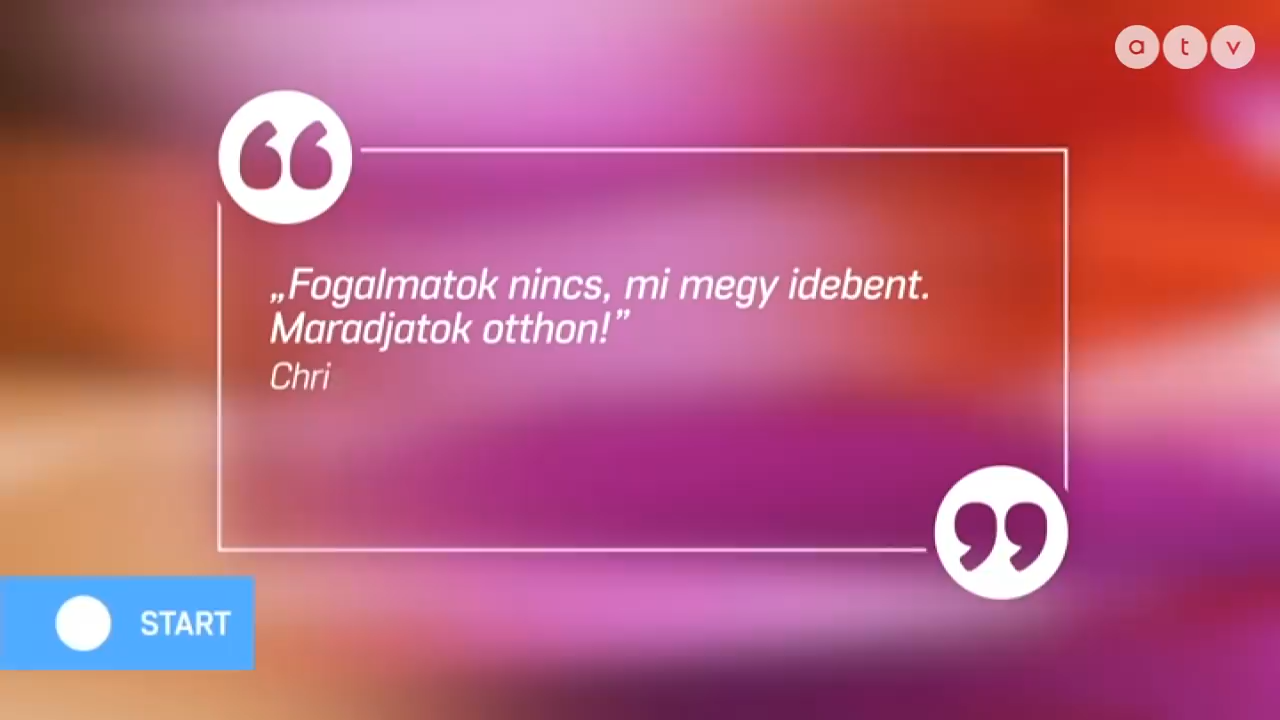 atv
„Fogalmatok nincs, mi megy idebent.
Maradjatok otthon!”
Chri
START